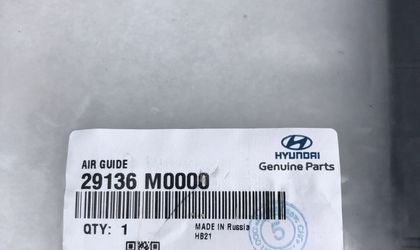 AIR GUIDE
29136 M0000
HYUNDAI
Genuine Parts
QTY: 1
MADE IN Russia
HB21
5